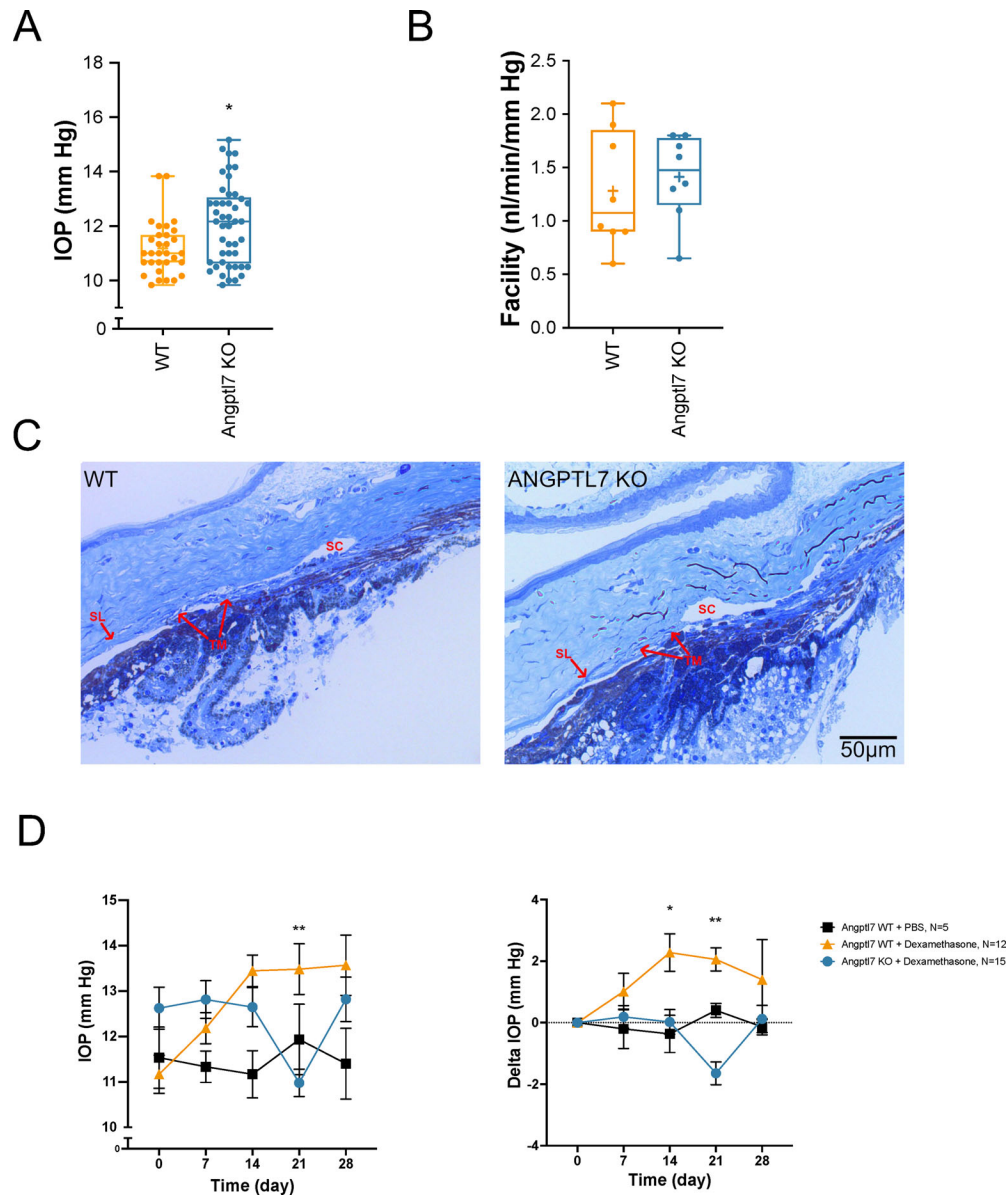 A
IOP (mm Hg)
18
16
14
12
10
0
*
WT
Angptl7 KO
B
Facility (nl/min/mm Hg)
2.5
2.0
1.5
1.0
0.5
0.0
WT
Angptl7 KO
C
WT
SC
SL
TM
ANGPTL7 KO
SC
SL
TM
50μm
D
IOP (mm Hg)
15
14
13
12
11
10
0
**
0 7 14 21 28
Time (day)
Delta IOP (mm Hg)
4
2
0
-2
-4
* **
0 7 14 21 28
Time (day)
Angptl7 WT + PBS, N=5
Angptl7 WT + Dexamethasone, N=12
Angptl7 KO + Dexamethasone, N=15